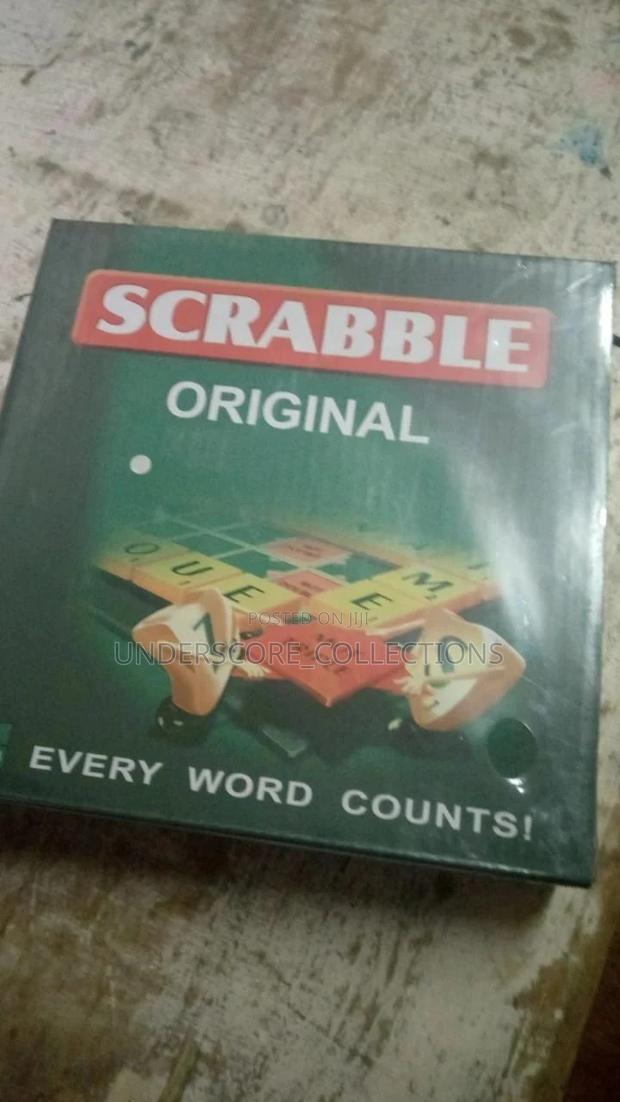 SCRABBLE
ORIGINAL
Q U E
E M
POSTED ON JIJI
UNDERSCORE_COLLECTIONS
EVERY WORD COUNTS!